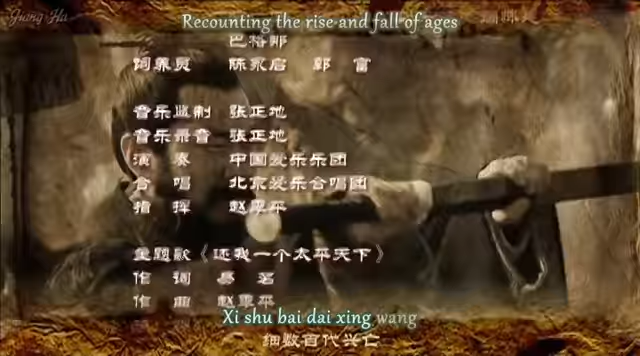 Jiang Hu
Recounting the rise and fall of ages
巴格那
饲养员 陈永启 郭 富
音乐监制 张正地
音乐录音 张正地
演 奏 中国爱乐乐团
合 唱 北京爱乐合唱团
指 挥 赵季平
主题歌《还我一个太平天下》
作 词 易 茗
作 曲 赵季平
Xi shu bai dai xing wang
细数百代兴亡